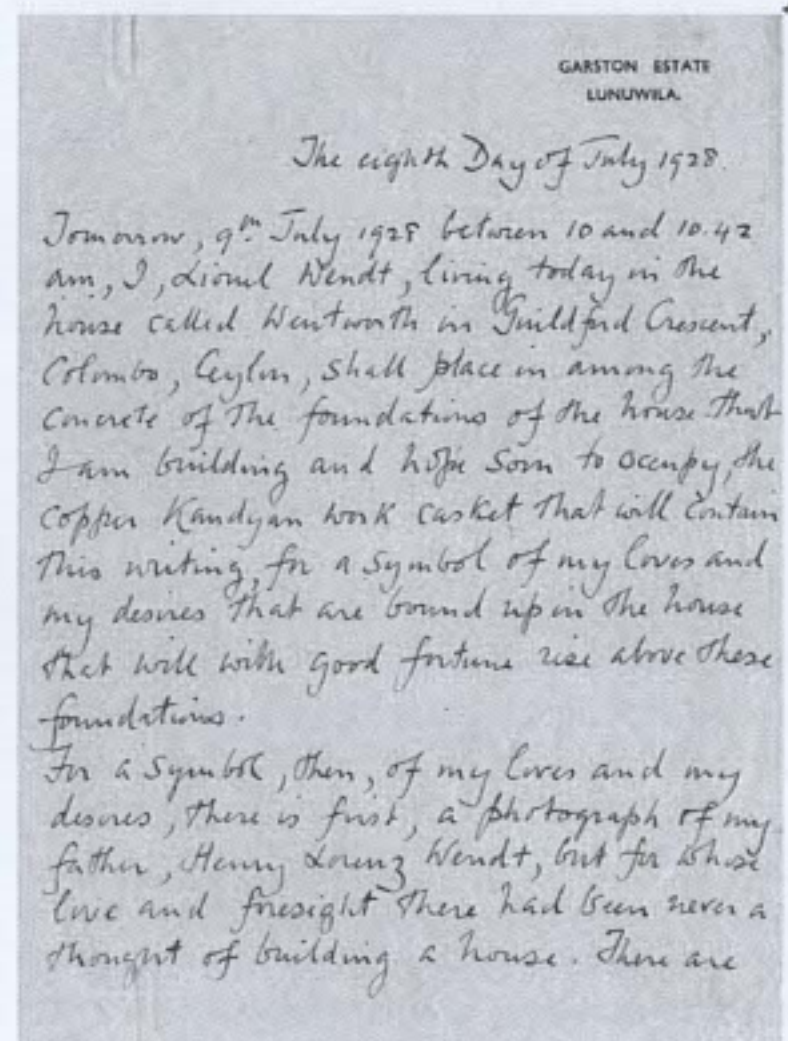 GARSTON ESTATE
LUNUWILA.
The eighth Day of July 1928.
Tomorrow, 9th July 1928 between 10 and 10.42
am, I, Lionel Wendt, living today in the
house called Wentworth in Guildford Crescent,
Colombo, Ceylon, shall place in among the
concrete of the foundations of the house that
I am building and hope soon to occupy, the
copper Kandyan work casket that will contain
this writing, for a symbol of my loves and
my desires that are bound up in the house
that will with good fortune rise above these
foundations.
For a symbol, then, of my loves and my
desires, there is first, a photograph of my
father, Henry Lorenz Wendt, but for whose
love and foresight there had been never a
thought of building a house. There are